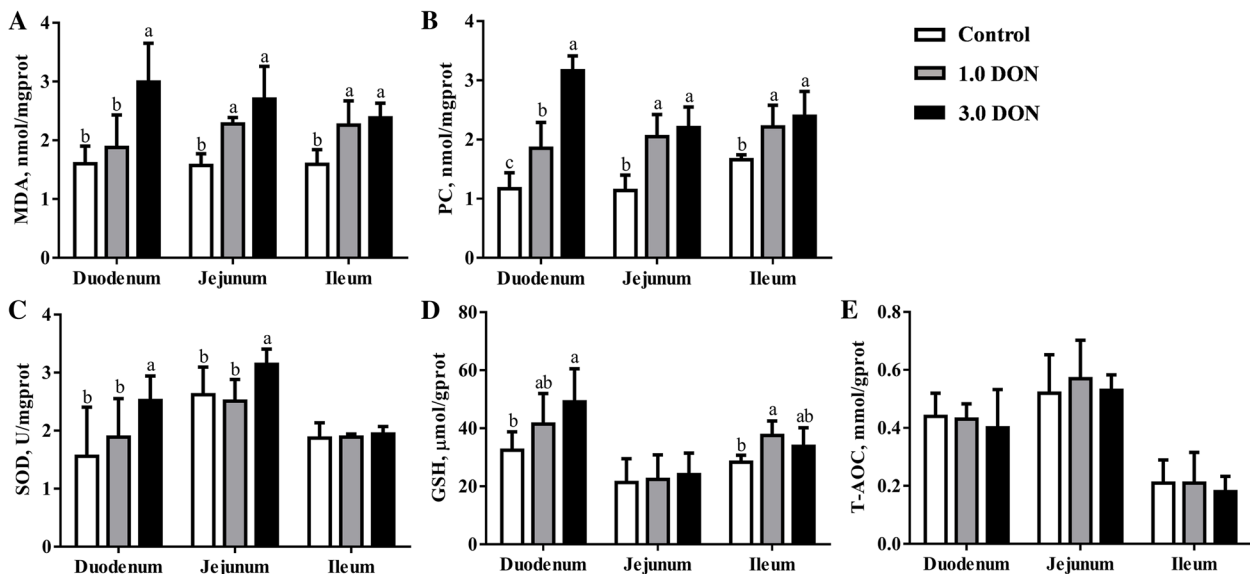 A
MDA, nmol/mgprot
4
3
2
1
0
b
b
a
b
a
a
b
a
a
Duodenum Jejunum Ileum
B
PC, nmol/mgprot
4
3
2
1
0
c
b
a
b
a
a
b
a
a
Duodenum Jejunum Ileum
Control
1.0 DON
3.0 DON
C
SOD, U/mgprot
4
3
2
1
0
b
b
a
b
b
a
Duodenum Jejunum Ileum
D
GSH, μmol/gprot
80
60
40
20
0
b
ab
a
b
a
ab
Duodenum Jejunum Ileum
E
T-AOC, mmol/gprot
0.8
0.6
0.4
0.2
0.0
Duodenum Jejunum Ileum